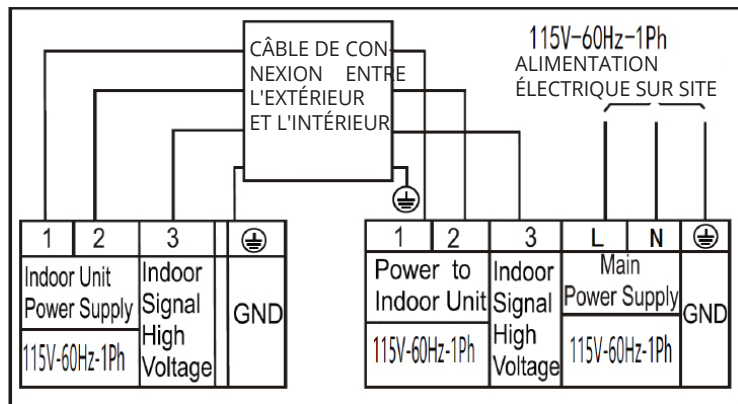 CÂBLE DE CON-
NEXION ENTRE
L'EXTÉRIEUR
ET L'INTÉRIEUR
115V-60Hz-1Ph
ALIMENTATION
ÉLECTRIQUE SUR SITE
1 2 3
Indoor Unit
Power Supply
115V-60Hz-1Ph
Indoor
Signal
High
Voltage
GND
1 2 3 L N
Power to
Indoor Unit
115V-60Hz-1Ph
Indoor
Signal
High
Voltage
Main
Power Supply
115V-60Hz-1Ph
GND